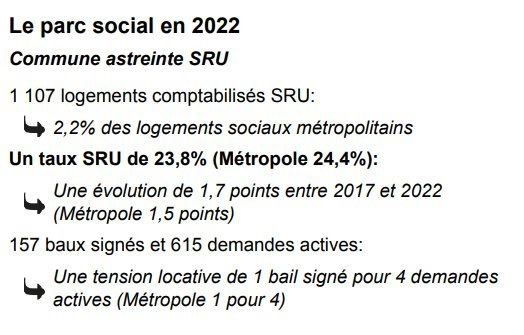 Le parc social en 2022
Commune astreinte SRU
1 107 logements comptabilisés SRU:
2,2% des logements sociaux métropolitains
Un taux SRU de 23,8% (Métropole 24,4%):
Une évolution de 1,7 points entre 2017 et 2022
(Métropole 1,5 points)
157 baux signés et 615 demandes actives:
Une tension locative de 1 bail signé pour 4 demandes
actives (Métropole 1 pour 4)